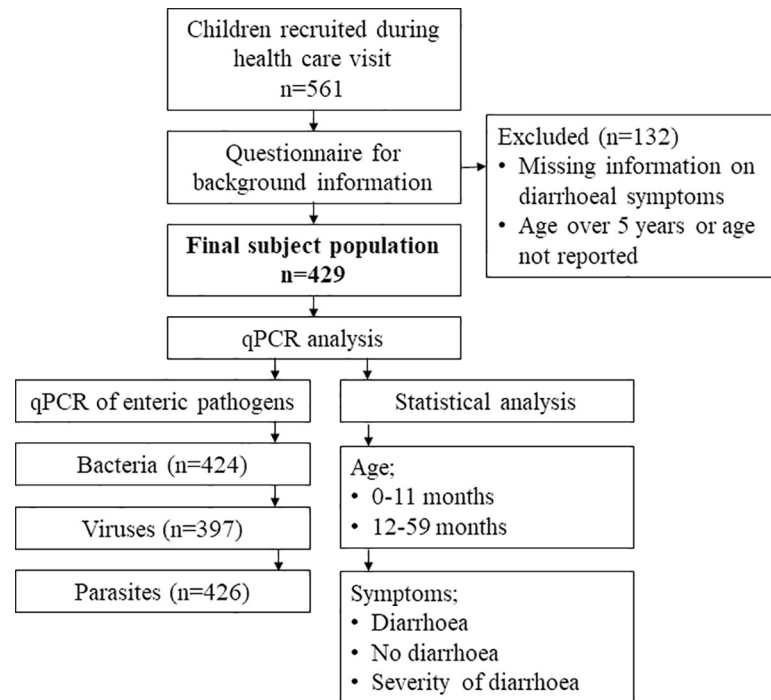 Children recruited during
health care visit
n=561
Questionnaire for
background information
Excluded (n=132)
• Missing information on
diarrhoeal symptoms
• Age over 5 years or age
not reported
Final subject population
n=429
qPCR analysis
qPCR of enteric pathogens
Bacteria (n=424)
Viruses (n=397)
Parasites (n=426)
Statistical analysis
Age;
• 0-11 months
• 12-59 months
Symptoms;
• Diarrhoea
• No diarrhoea
• Severity of diarrhoea